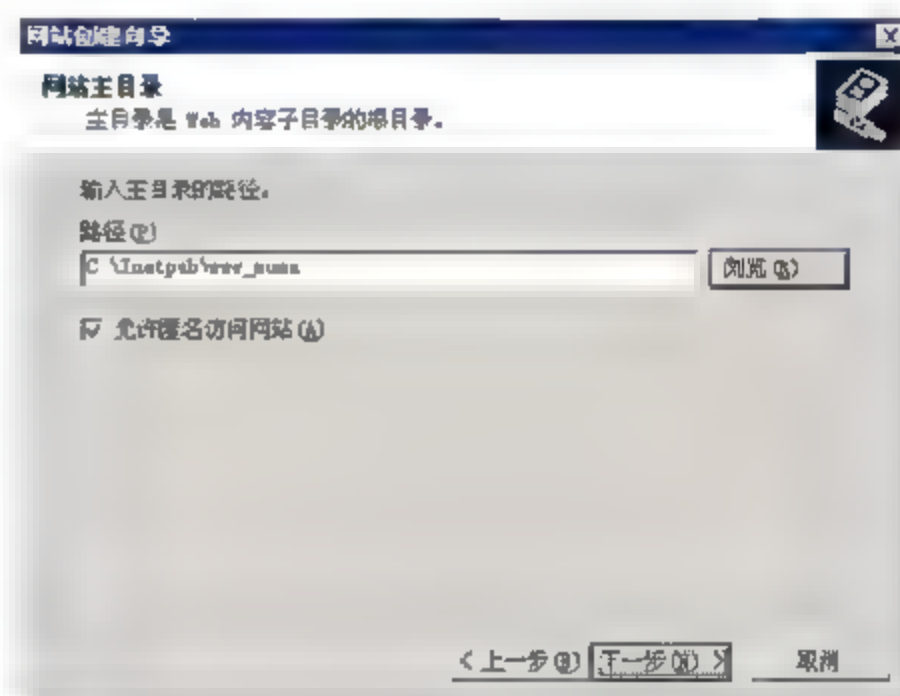 网站创建向导
网站主目录
主目录是 Web 内容子目录的根目录。
输入主目录的路径。
路径(P)
C:\Inetpub\
浏览(R)
允许匿名访问网站(A)
< 上一步(B) 下一步(N) > 取消